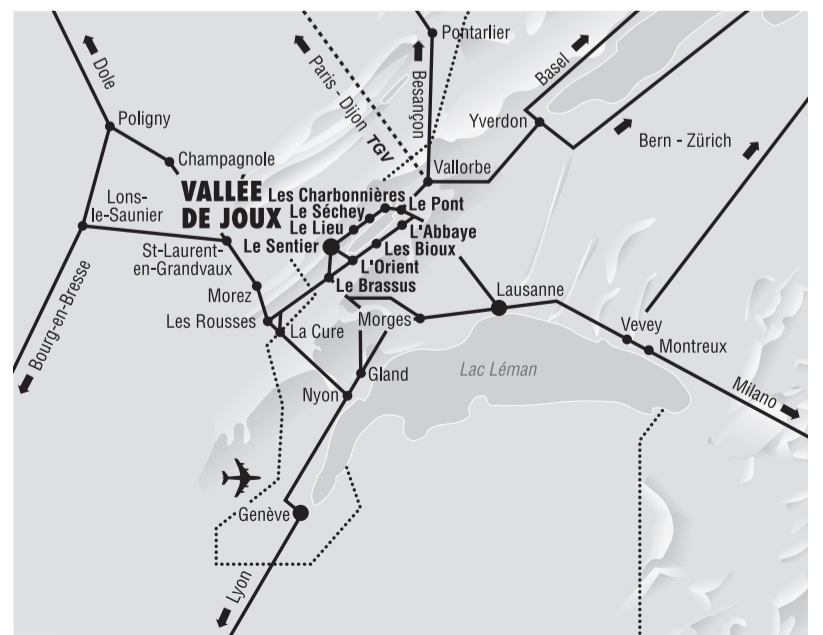 Pontarlier
Dole
Paris - Dijon TGV
Besançon
Basel
Poligny
Yverdon
Bern - Zürich
Champagnole
Vallorbe
VALLÉE
DE JOUX
Les Charbonnières
Le Pont
Lons-
le-Saunier
Le Séchey
Le Lieu
L'Abbaye
St-Laurent-
en-Grandvaux
Le Sentier
Les Bioux
L'Orient
Le Brassus
Bourg-en-Bresse
Morez
Lausanne
Les Rousses
La Cure
Morges
Vevey
Montreux
Gland
Lac Léman
Nyon
Milano
Genève
Lyon